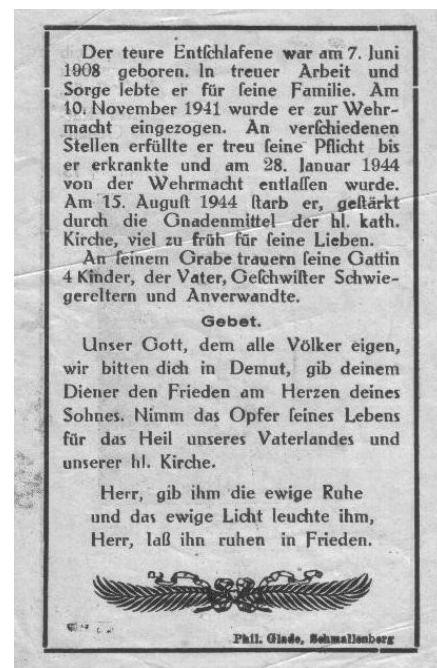 Der teure Entſchlafene war am 7. Juni
1908 geboren. In treuer Arbeit und
Sorge lebte er für ſeine Familie. Am
10. November 1941 wurde er zur Wehr-
macht eingezogen. An verſchiedenen
Stellen erfüllte er treu ſeine Pflicht bis
er erkrankte und am 28. Januar 1944
von der Wehrmacht entlaſſen wurde.
Am 15. Auguſt 1944 ſtarb er, geſtärkt
durch die Gnadenmittel der hl. kath.
Kirche, viel zu früh für ſeine Lieben.
An ſeinem Grabe trauern ſeine Gattin
4 Kinder, der Vater, Geſchwiſter Schwie-
gereltern und Anverwandte.
Gebet.
Unſer Gott, dem alle Völker eigen,
wir bitten dich in Demut, gib deinem
Diener den Frieden am Herzen deines
Sohnes. Nimm das Opfer ſeines Lebens
für das Heil unseres Vaterlandes und
unserer hl. Kirche.
Herr, gib ihm die ewige Ruhe
und das ewige Licht leuchte ihm,
Herr, laß ihn ruhen in Frieden.
Phil. Glade, Schmallenberg